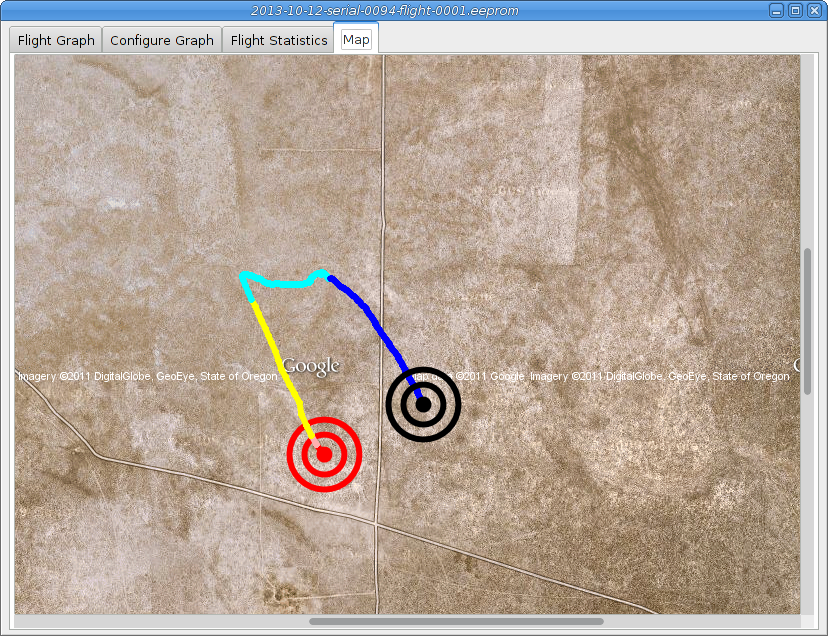 2013-10-12-serial-0094-flight-0001.eeprom
Flight Graph Configure Graph Flight Statistics Map
Google
Imagery ©2011 DigitalGlobe, GeoEye, State of Oregon
©2011 Google Imagery ©2011 DigitalGlobe, GeoEye, State of Oregon